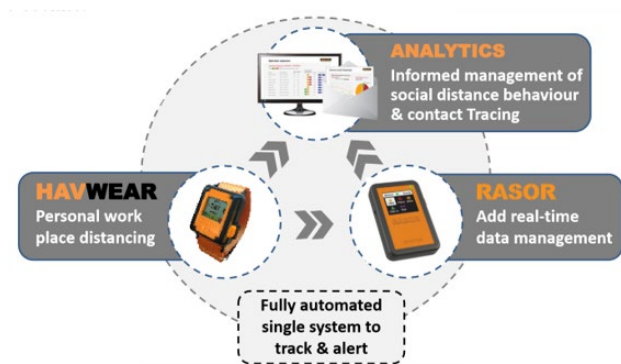 ANALYTICS
Informed management of
social distance behaviour
& contact Tracing
HAVWEAR
Personal work
place distancing
RASOR
Add real-time
data management
Fully automated
single system to
track & alert